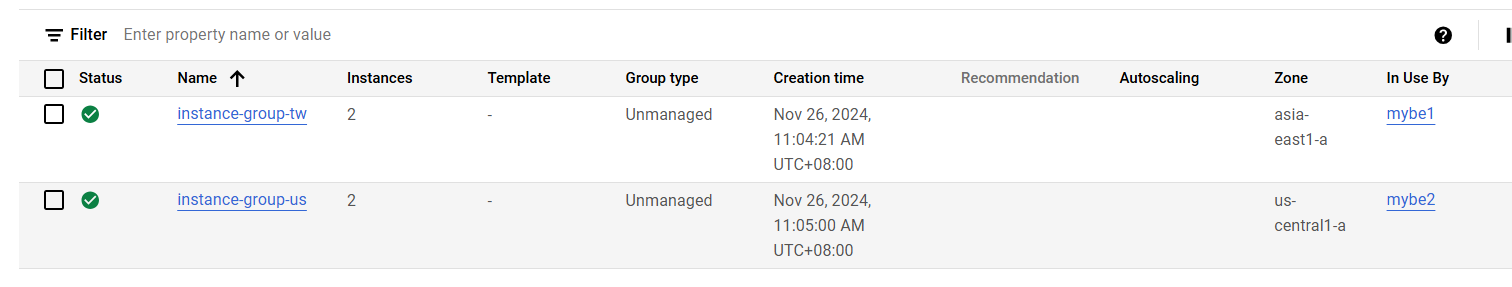 Filter Enter property name or value
Status Name Instances Template Group type Creation time Recommendation Autoscaling Zone In Use By
instance-group-tw 2 - Unmanaged Nov 26, 2024, asia- mybe1
11:04:21 AM east1-a
UTC+08:00
instance-group-us 2 - Unmanaged Nov 26, 2024, us- mybe2
11:05:00 AM central1-a
UTC+08:00